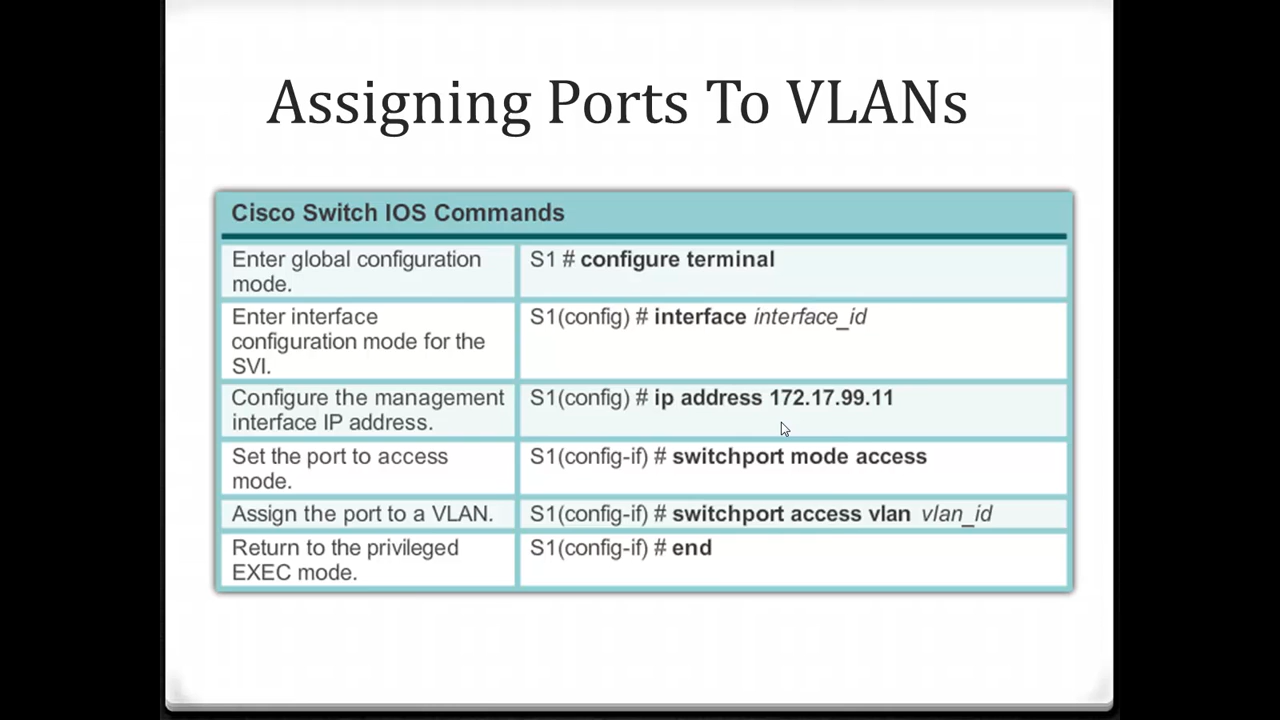 Assigning Ports To VLANs
Cisco Switch IOS Commands
Enter global configuration
mode.
S1 # configure terminal
Enter interface
configuration mode for the
SVI.
S1(config) # interface interface_id
Configure the management
interface IP address.
S1(config) # ip address 172.17.99.11
Set the port to access
mode.
S1(config-if) # switchport mode access
Assign the port to a VLAN.
S1(config-if) # switchport access vlan vlan_id
Return to the privileged
EXEC mode.
S1(config-if) # end